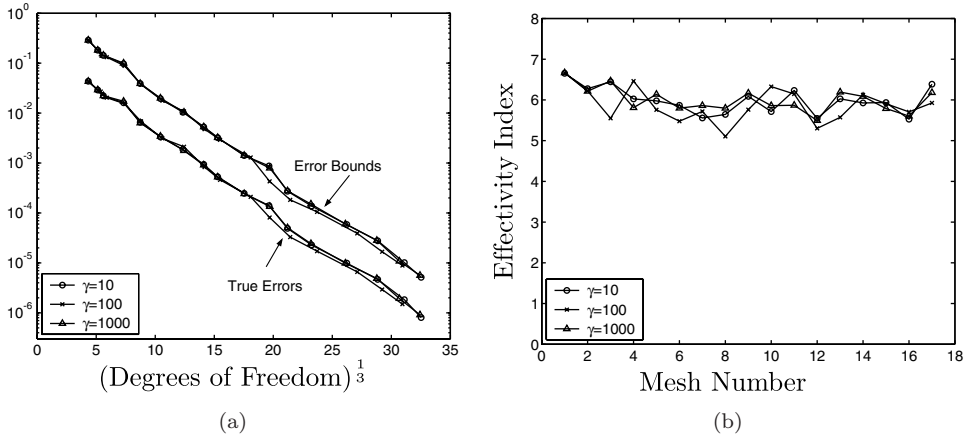 10^0
10^-1
10^-2
10^-3
10^-4
10^-5
10^-6
Error Bounds
True Errors
γ=10
γ=100
γ=1000
0 5 10 15 20 25 30 35
(Degrees of Freedom)^1/3
(a)
8
7
6
5
4
3
2
1
0
Effectivity Index
γ=10
γ=100
γ=1000
0 2 4 6 8 10 12 14 16 18
Mesh Number
(b)